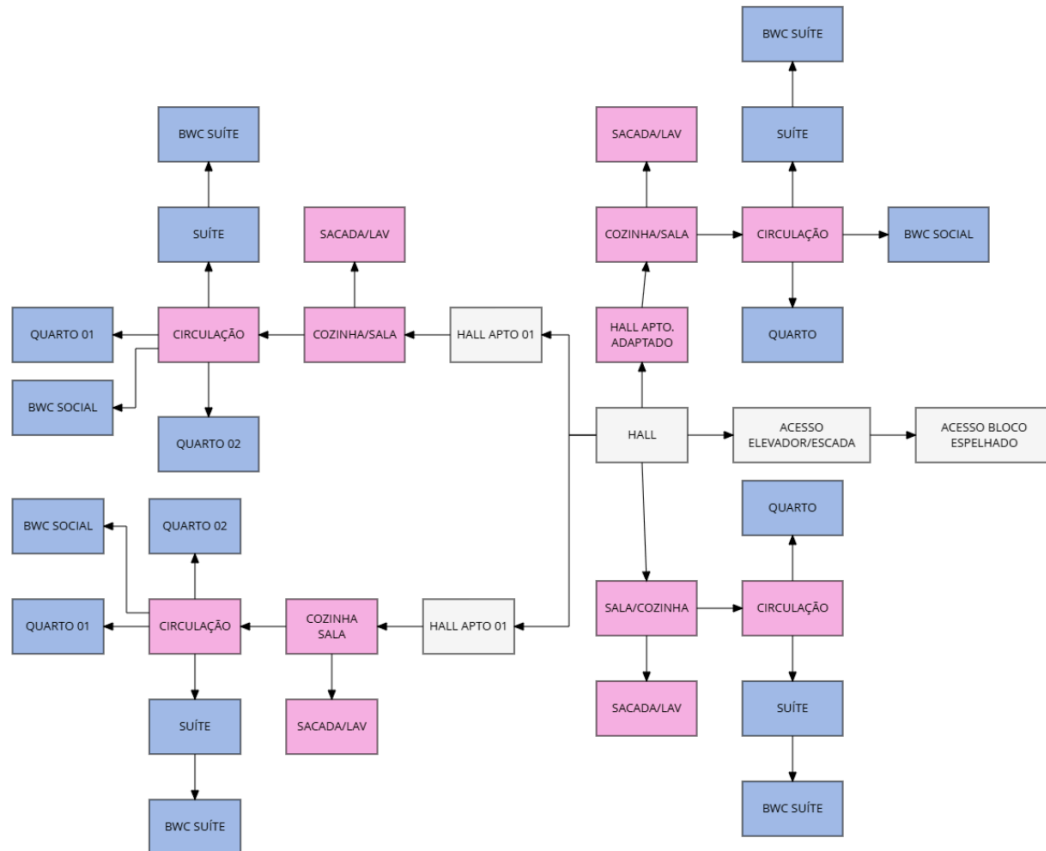 BWC SUÍTE
BWC SUÍTE
SACADA/LAV
SUÍTE
SUÍTE
SACADA/LAV
COZINHA/SALA
CIRCULAÇÃO
BWC SOCIAL
QUARTO 01
CIRCULAÇÃO
COZINHA/SALA
HALL APTO 01
HALL APTO.
ADAPTADO
QUARTO
BWC SOCIAL
QUARTO 02
HALL
ACESSO
ELEVADOR/ESCADA
ACESSO BLOCO
ESPELHADO
BWC SOCIAL
QUARTO 02
QUARTO
QUARTO 01
CIRCULAÇÃO
COZINHA
SALA
HALL APTO 01
SALA/COZINHA
CIRCULAÇÃO
SUÍTE
SACADA/LAV
SACADA/LAV
SUÍTE
BWC SUÍTE
BWC SUÍTE